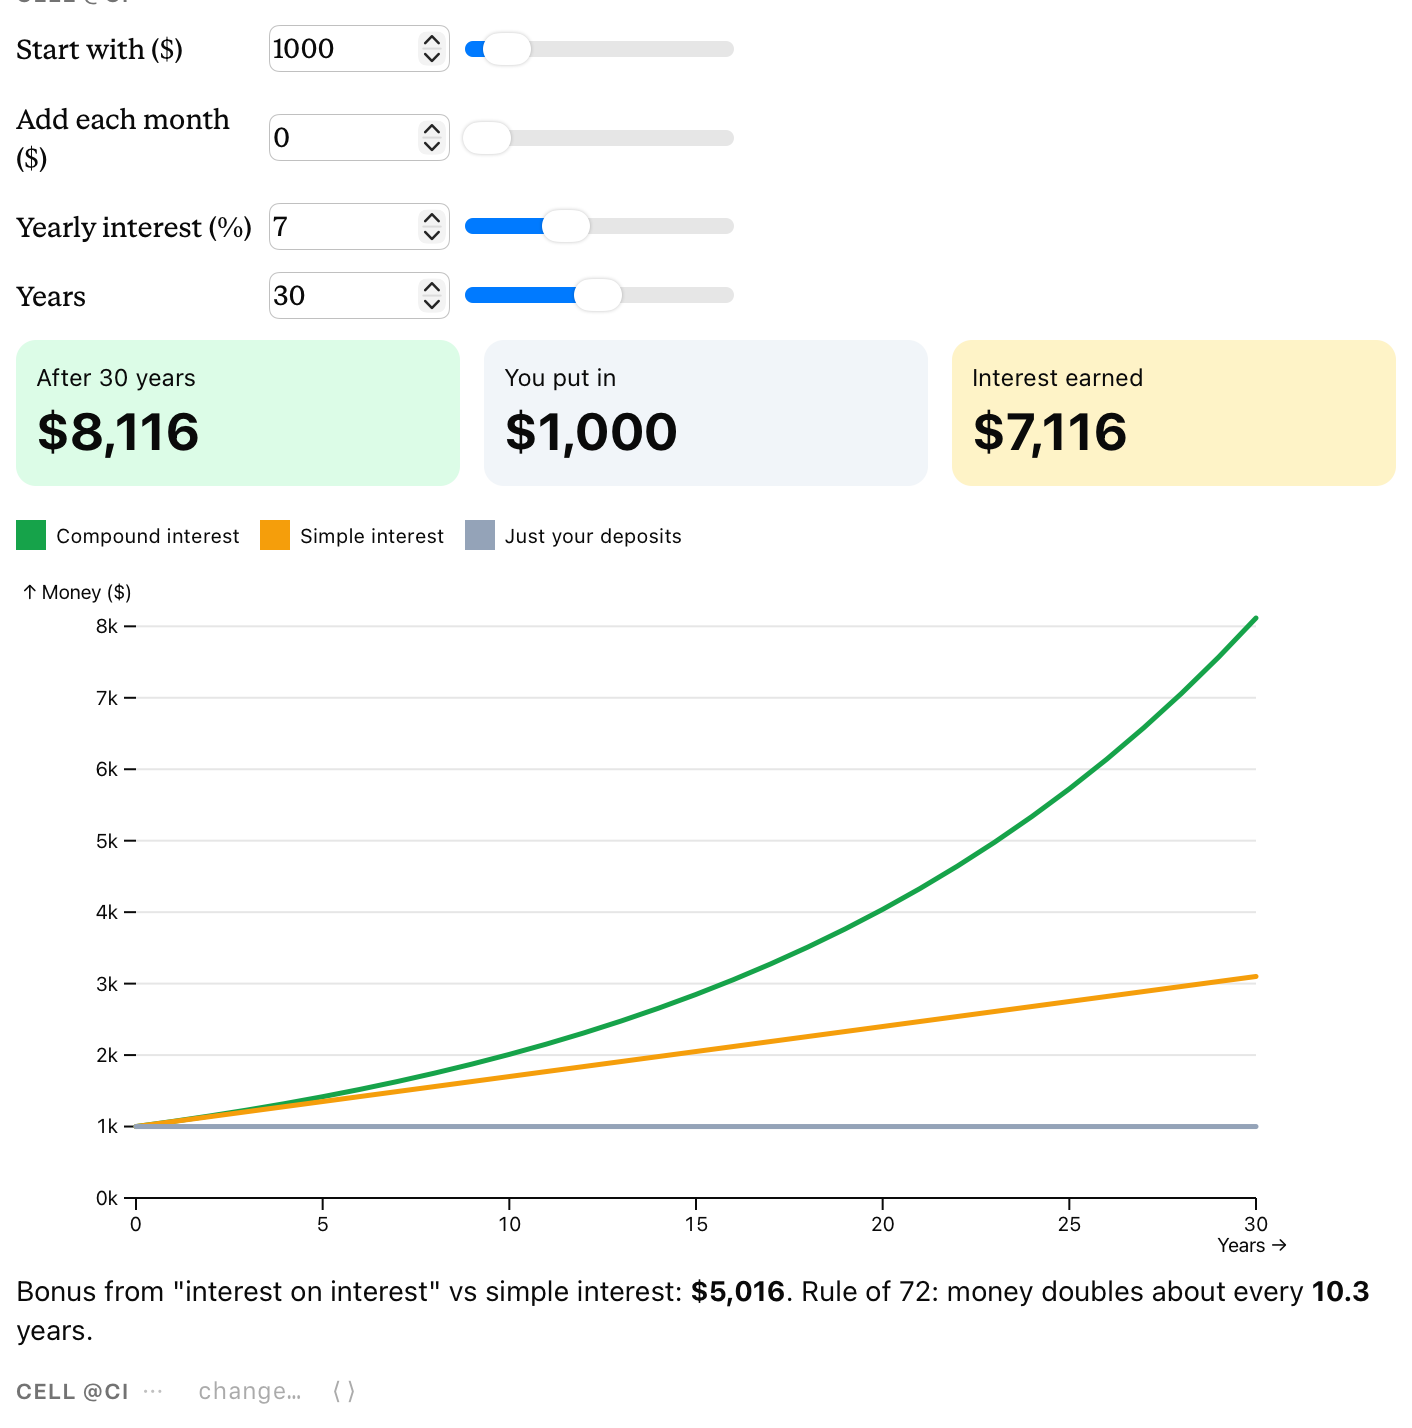 CELL @CI
Start with ($)
1000
Add each month
($)
0
Yearly interest (%)
7
Years
30
After 30 years
$8,116
You put in
$1,000
Interest earned
$7,116
Compound interest
Simple interest
Just your deposits
↑ Money ($)
8k
7k
6k
5k
4k
3k
2k
1k
0k
0 5 10 15 20 25 30
Years →
Bonus from "interest on interest" vs simple interest: $5,016. Rule of 72: money doubles about every 10.3
years.
CELL @CI ··· change... ⟨ ⟩